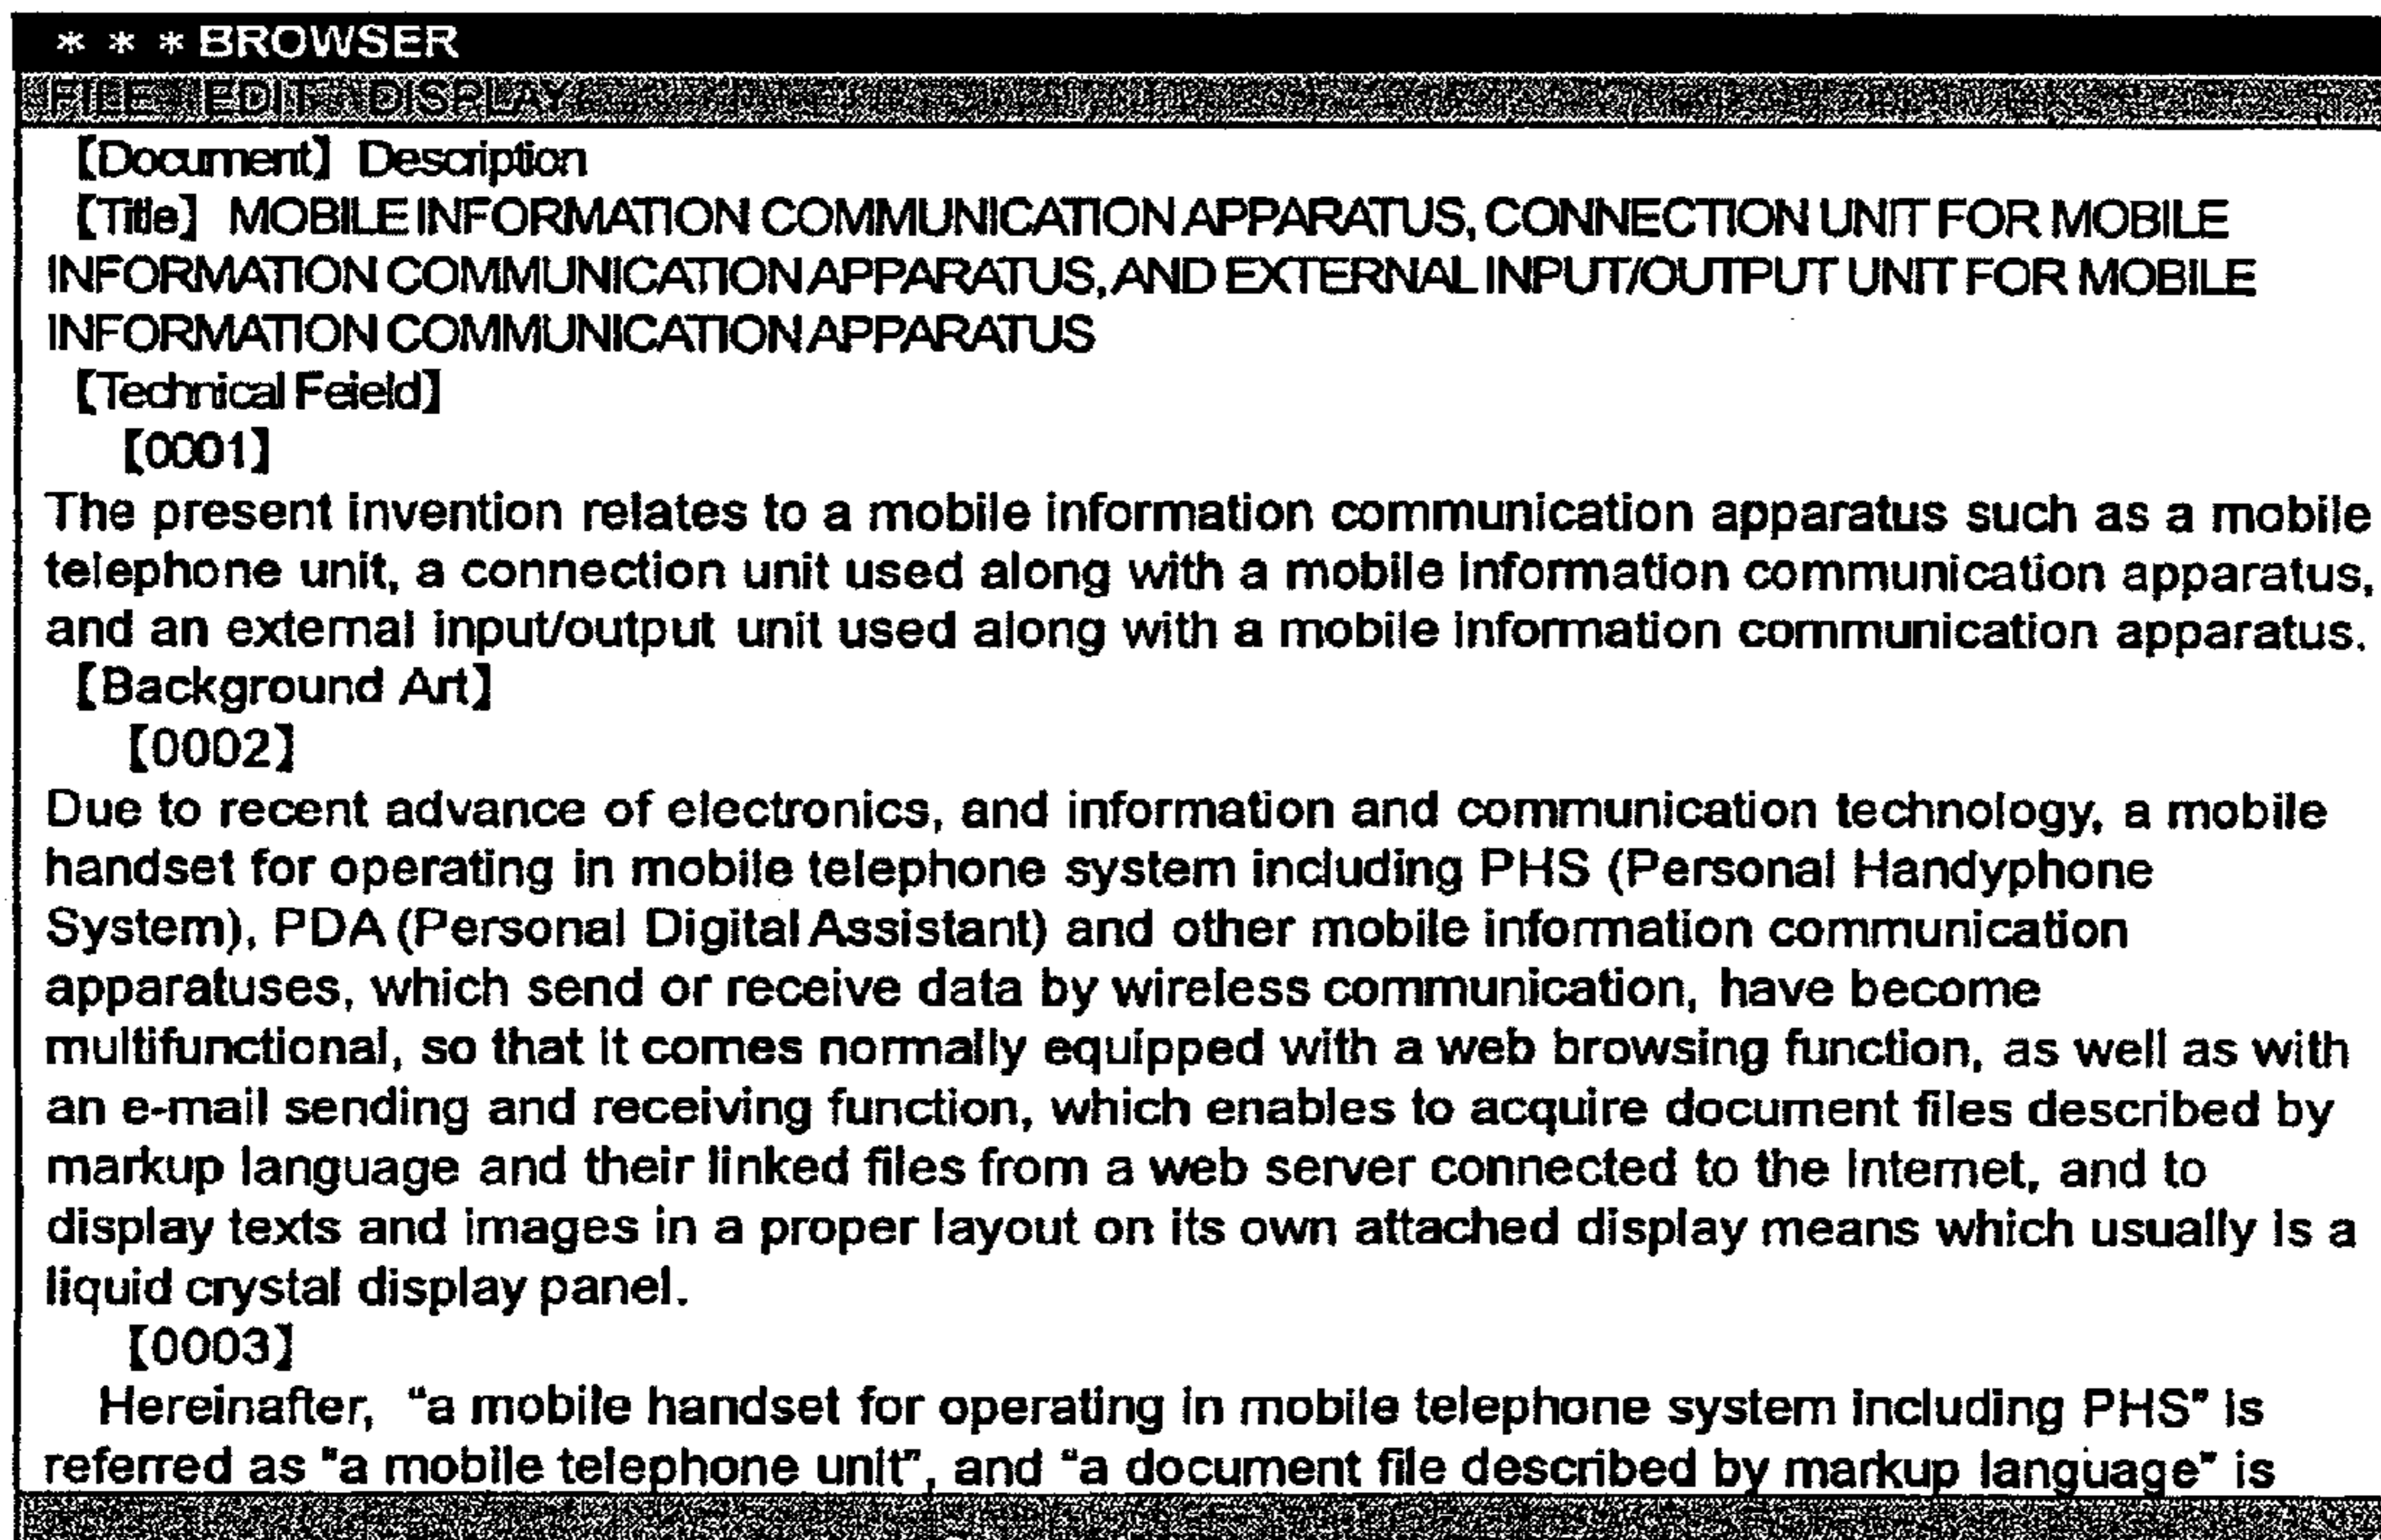 * * * BROWSER
FILE EDIT DISPLAY
【Document】 Description
【Title】 MOBILE INFORMATION COMMUNICATION APPARATUS, CONNECTION UNIT FOR MOBILE
INFORMATION COMMUNICATION APPARATUS, AND EXTERNAL INPUT/OUTPUT UNIT FOR MOBILE
INFORMATION COMMUNICATION APPARATUS
【Technical Feield】
【0001】
The present invention relates to a mobile information communication apparatus such as a mobile
telephone unit, a connection unit used along with a mobile information communication apparatus,
and an external input/output unit used along with a mobile information communication apparatus.
【Background Art】
【0002】
Due to recent advance of electronics, and information and communication technology, a mobile
handset for operating in mobile telephone system including PHS (Personal Handyphone
System), PDA (Personal Digital Assistant) and other mobile information communication
apparatuses, which send or receive data by wireless communication, have become
multifunctional, so that it comes normally equipped with a web browsing function, as well as with
an e-mail sending and receiving function, which enables to acquire document files described by
markup language and their linked files from a web server connected to the Internet, and to
display texts and images in a proper layout on its own attached display means which usually is a
liquid crystal display panel.
【0003】
Hereinafter, “a mobile handset for operating in mobile telephone system including PHS” is
referred as "a mobile telephone unit”, and “a document file described by markup language” is